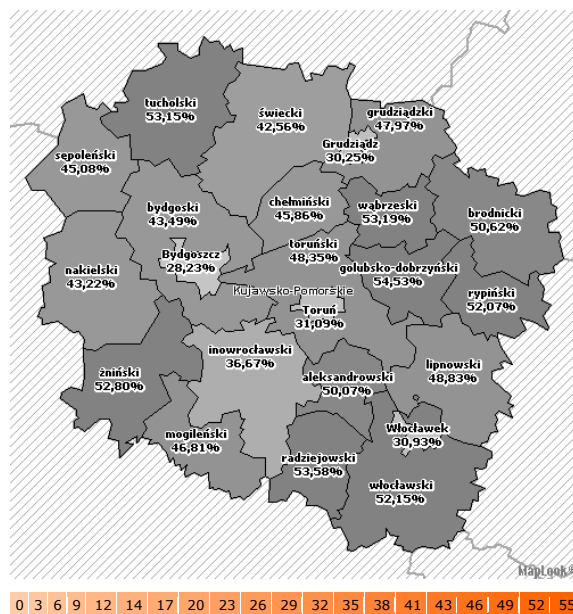 tucholski
53,15%
świecki
42,56%
grudziądzki
47,97%
Grudziądz
30,25%
sępoleński
45,08%
bydgoski
43,49%
chełmiński
45,86%
wąbrzeski
53,19%
brodnicki
50,62%
Bydgoszcz
28,23%
toruński
48,35%
nakielski
43,22%
golubsko-dobrzyński
54,53%
rypiński
52,07%
Kujawsko-Pomorskie
Toruń
31,09%
inowrocławski
36,67%
żniński
52,80%
aleksandrowski
50,07%
lipnowski
48,83%
mogileński
46,81%
Włocławek
30,93%
radziejowski
53,58%
włocławski
52,15%
MapLook®
0 3 6 9 12 14 17 20 23 26 29 32 35 38 41 43 46 49 52 55